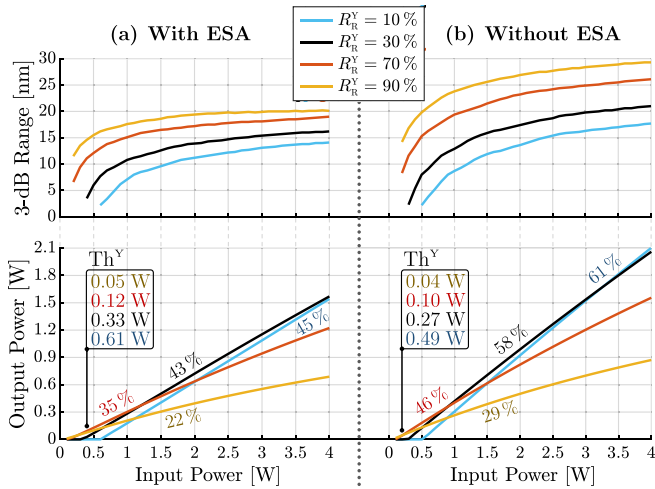 (a) With ESA
(b) Without ESA
R_R^Y = 10 %
R_R^Y = 30 %
R_R^Y = 70 %
R_R^Y = 90 %
3-dB Range [nm]
30
25
20
15
10
5
0
Output Power [W]
2.1
1.8
1.5
1.2
0.9
0.6
0.3
0
Th^Y
0.05 W
0.12 W
0.33 W
0.61 W
35 %
43 %
45 %
22 %
0 0.5 1 1.5 2 2.5 3 3.5 4
Input Power [W]
Th^Y
0.04 W
0.10 W
0.27 W
0.49 W
46 %
58 %
61 %
29 %
0 0.5 1 1.5 2 2.5 3 3.5 4
Input Power [W]